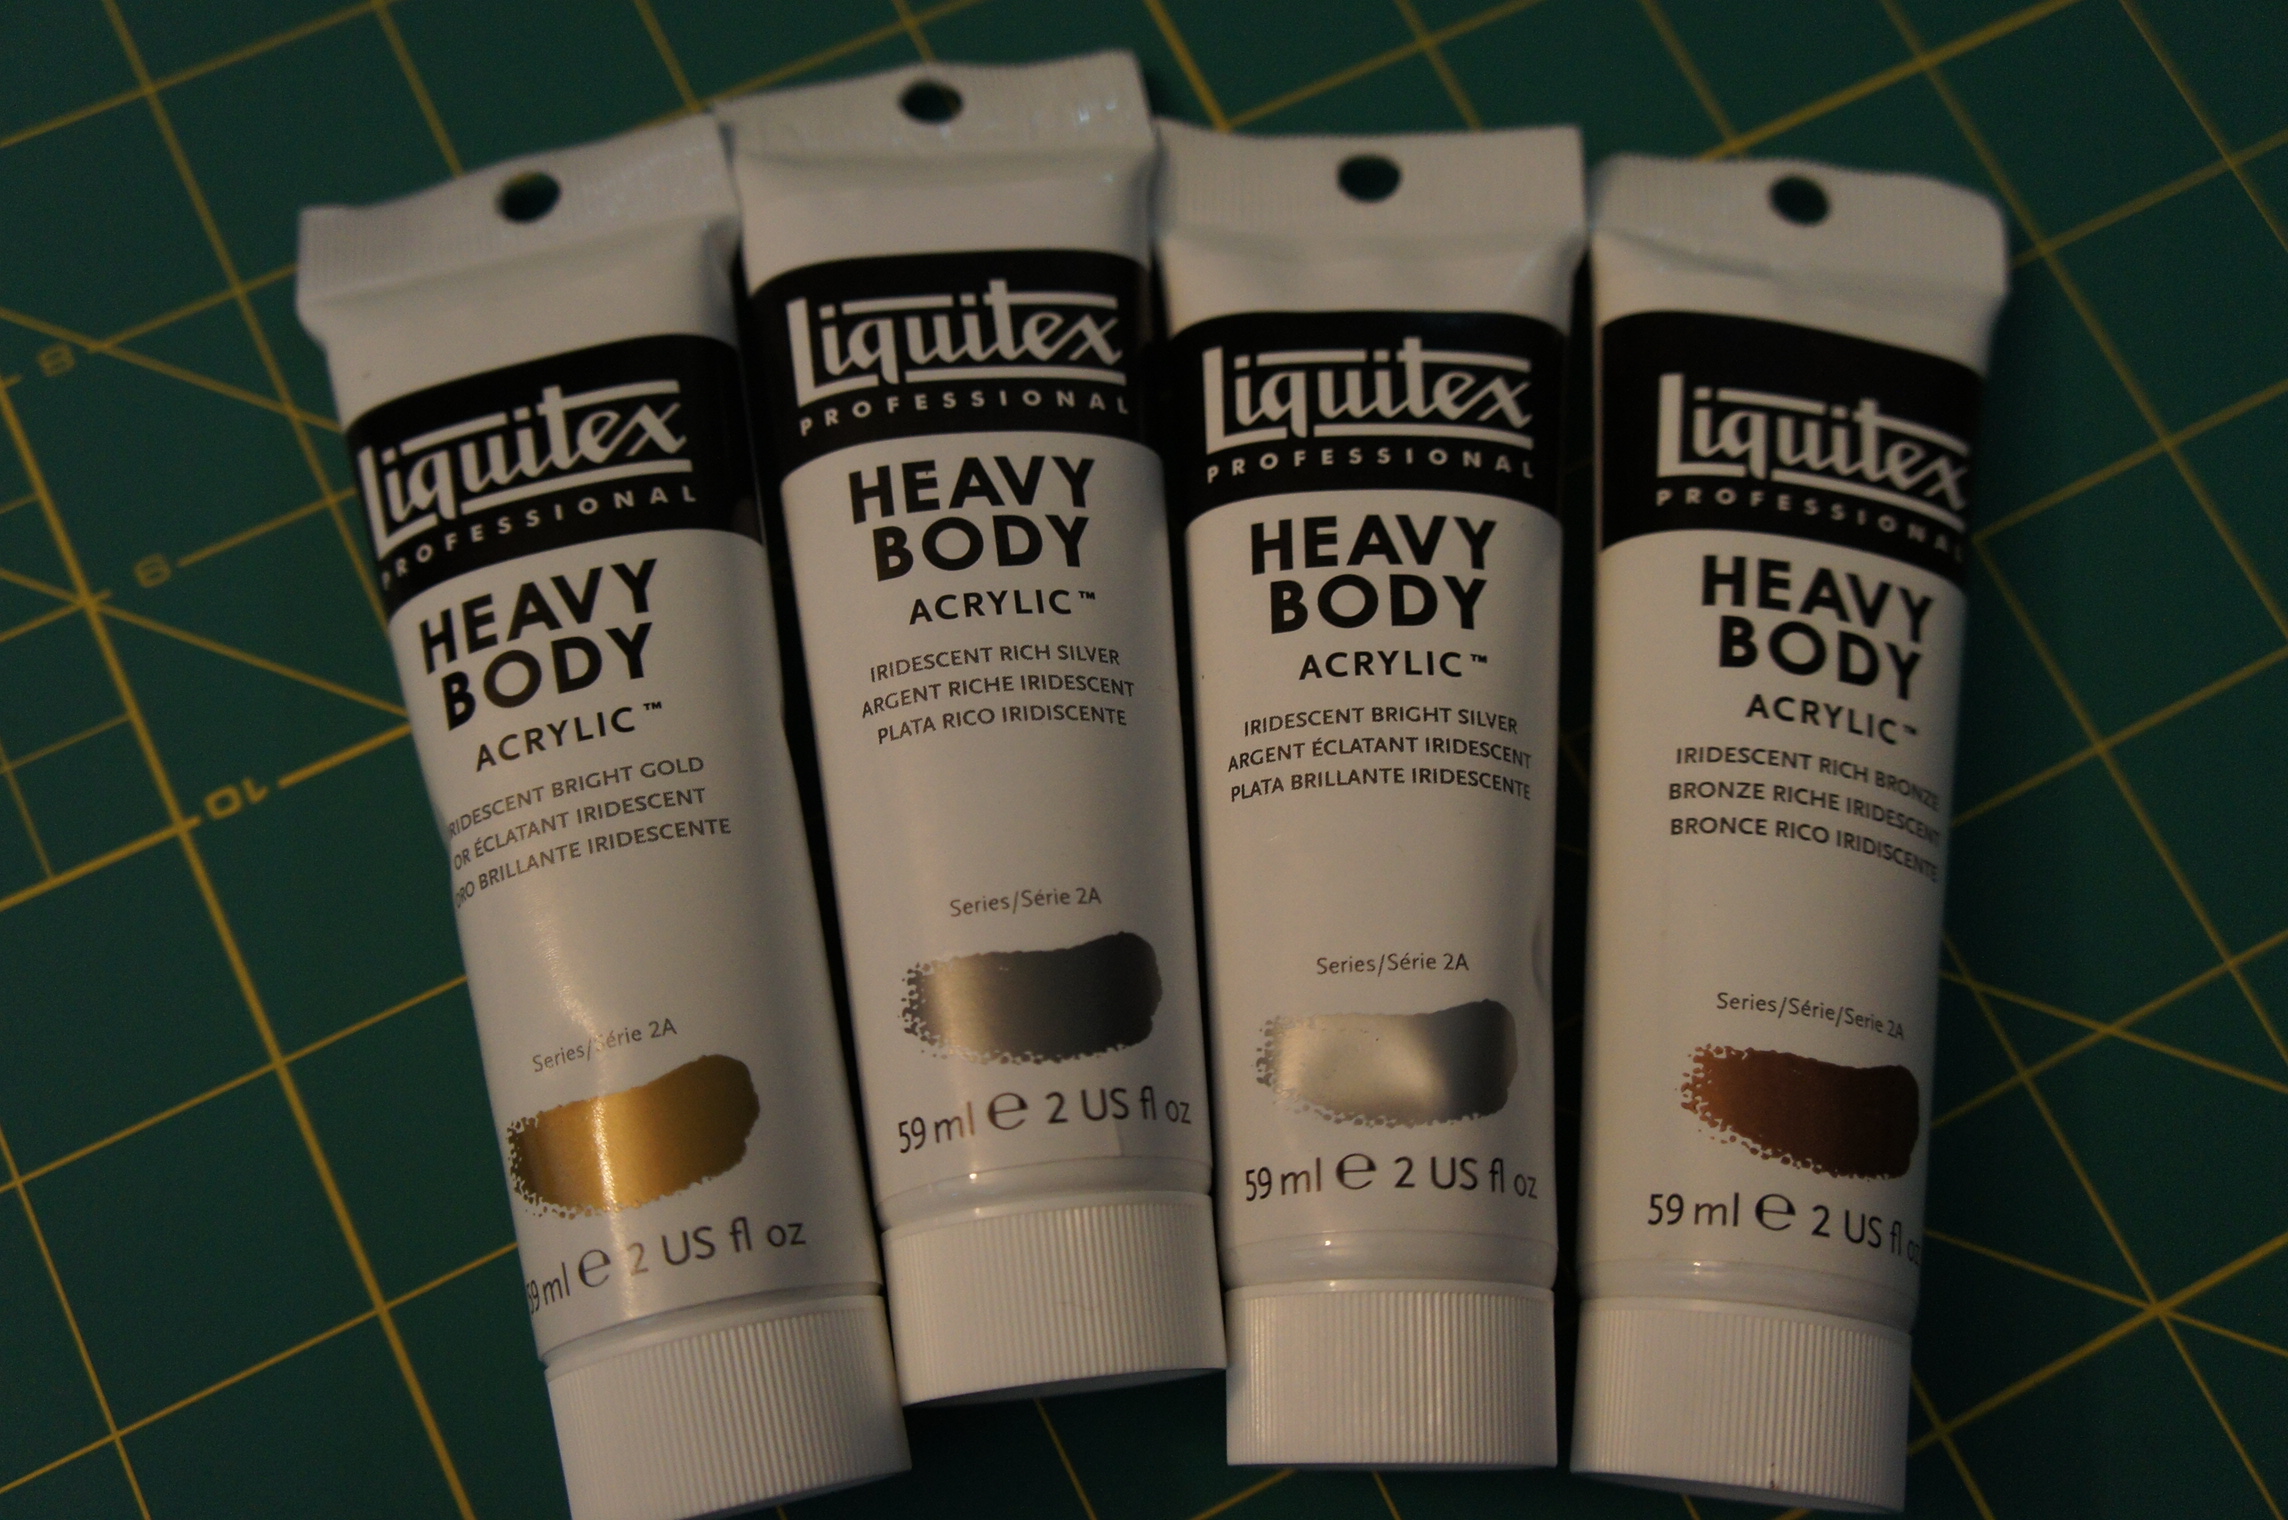 Liquitex
PROFESSIONAL
HEAVY
BODY
ACRYLIC™
IRIDESCENT BRIGHT GOLD
OR ÉCLATANT IRIDESCENT
ORO BRILLANTE IRIDESCENTE
Series/Série 2A
59 ml e 2 US fl oz
Liquitex
PROFESSIONAL
HEAVY
BODY
ACRYLIC™
IRIDESCENT RICH SILVER
ARGENT RICHE IRIDESCENT
PLATA RICO IRIDISCENTE
Series/Série 2A
59 ml e 2 US fl oz
Liquitex
PROFESSIONAL
HEAVY
BODY
ACRYLIC™
IRIDESCENT BRIGHT SILVER
ARGENT ÉCLATANT IRIDESCENT
PLATA BRILLANTE IRIDESCENTE
Series/Série 2A
59 ml e 2 US fl oz
Liquitex
PROFESSIONAL
HEAVY
BODY
ACRYLIC™
IRIDESCENT RICH BRONZE
BRONZE RICHE IRIDESCENT
BRONCE RICO IRIDISCENTE
Series/Série/Serie 2A
59 ml e 2 US fl oz
8
9
10